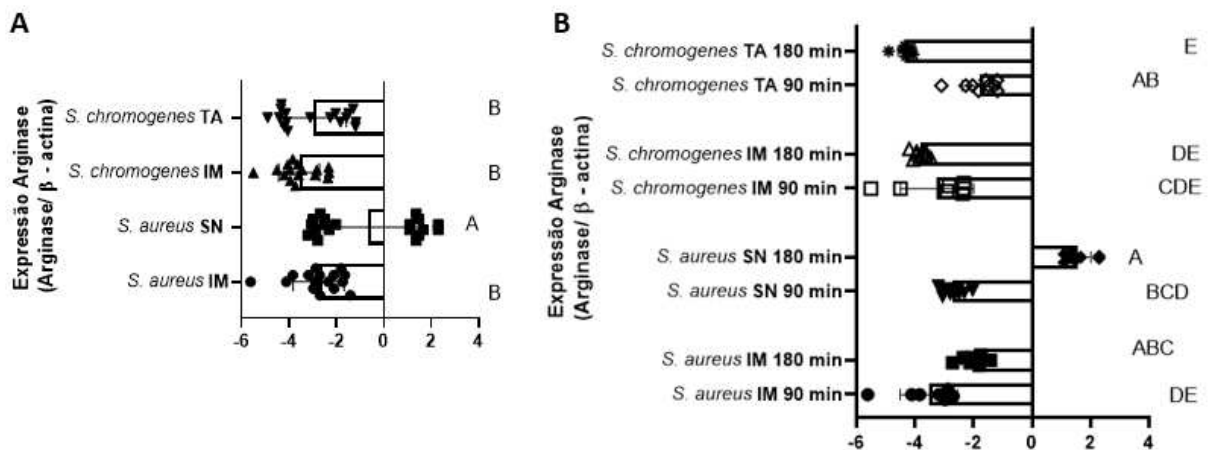 A
Expressão Arginase
(Arginase/ β - actina)
S. chromogenes TA
B
S. chromogenes IM
B
S. aureus SN
A
S. aureus IM
B
-6 -4 -2 0 2 4
B
Expressão Arginase
(Arginase/ β - actina)
S. chromogenes TA 180 min
E
S. chromogenes TA 90 min
AB
S. chromogenes IM 180 min
DE
S. chromogenes IM 90 min
CDE
S. aureus SN 180 min
A
S. aureus SN 90 min
BCD
S. aureus IM 180 min
ABC
S. aureus IM 90 min
DE
-6 -4 -2 0 2 4